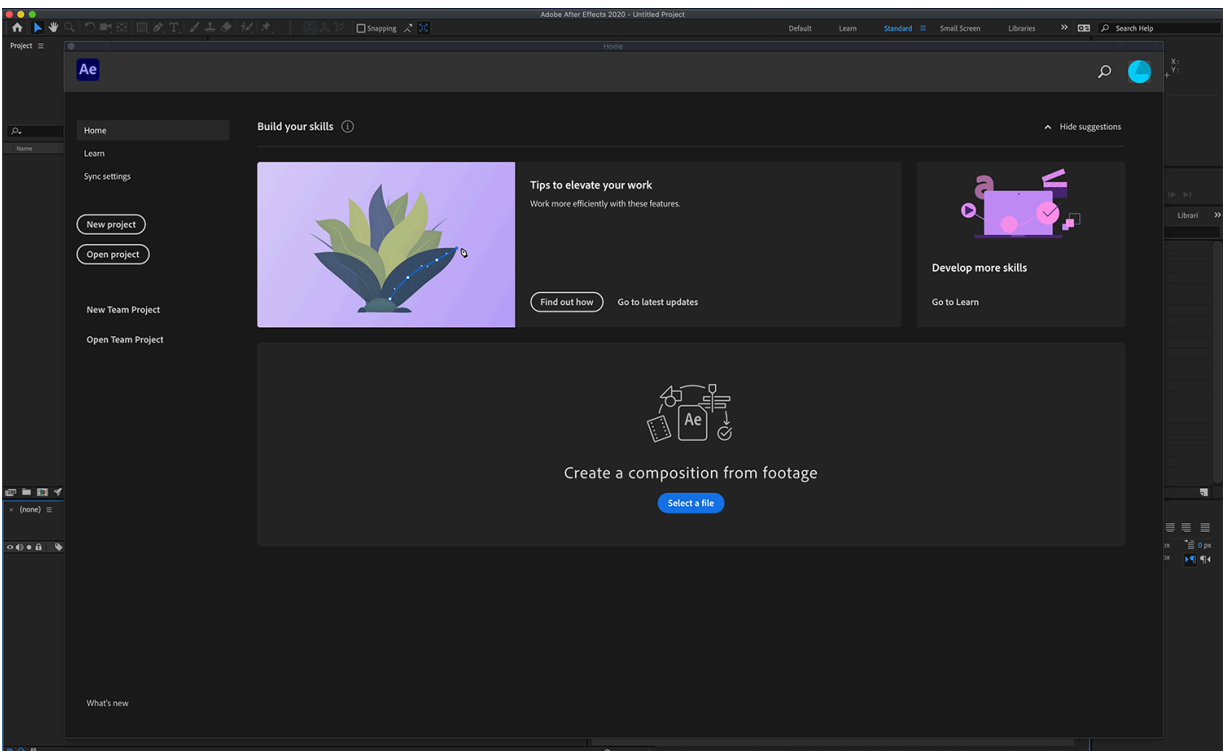 Adobe After Effects 2020 - Untitled Project
Snapping
Default Learn Standard Small Screen Libraries Search Help
Project
Home
X :
Y :
Ae
Name
Home
Learn
Sync settings
New project
Open project
New Team Project
Open Team Project
What's new
Build your skills
Hide suggestions
Tips to elevate your work
Work more efficiently with these features.
Find out how Go to latest updates
a
Develop more skills
Go to Learn
Ae
Create a composition from footage
Select a file
Librari
(none)
px 0 px
px